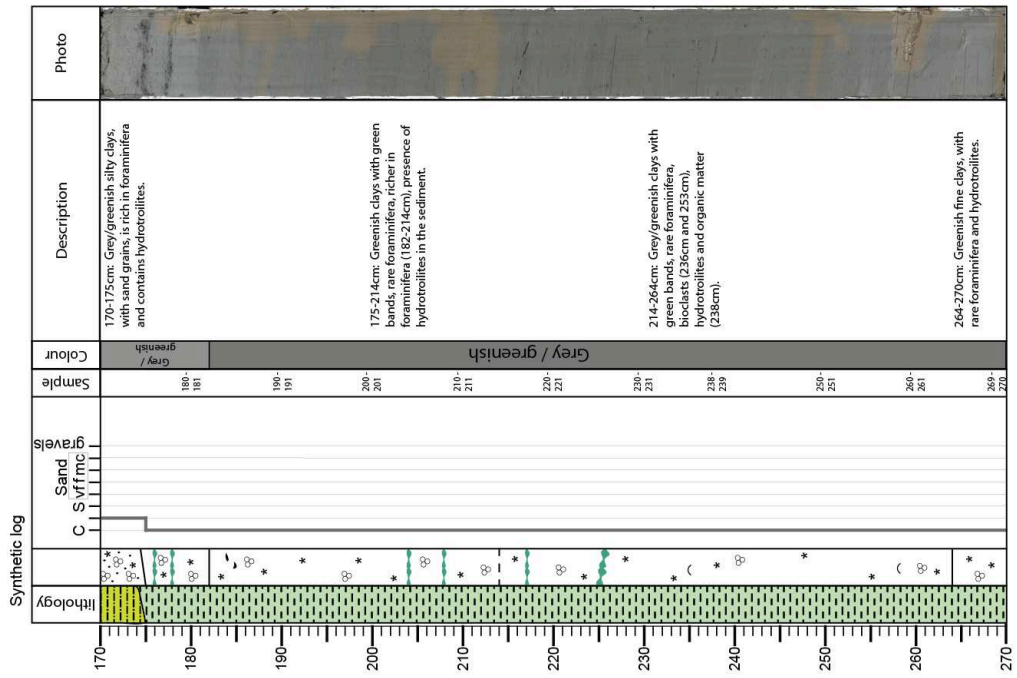 Synthetic log
lithology
C
S
vf
f
m
c
Sand
gravels
Sample
Colour
Description
Photo
170
180
190
200
210
220
230
240
250
260
270
180-
181
190-
191
200-
201
210-
211
220-
221
230-
231
238-
239
250-
251
260-
261
269-
270
Grey /
greenish
Grey / greenish
170-175cm: Grey/greenish silty clays,
with sand grains, is rich in foraminifera
and contains hydrotroilites.
175-214cm: Greenish clays with green
bands, rare foraminifera, richer in
foraminifera (182-214cm), presence of
hydrotroilites in the sediment.
214-264cm: Grey/greenish clays with
green bands, rare foraminifera,
bioclasts (236cm and 253cm),
hydrotroilites and organic matter
(238cm).
264-270cm: Greenish fine clays, with
rare foraminifera and hydrotroilites.